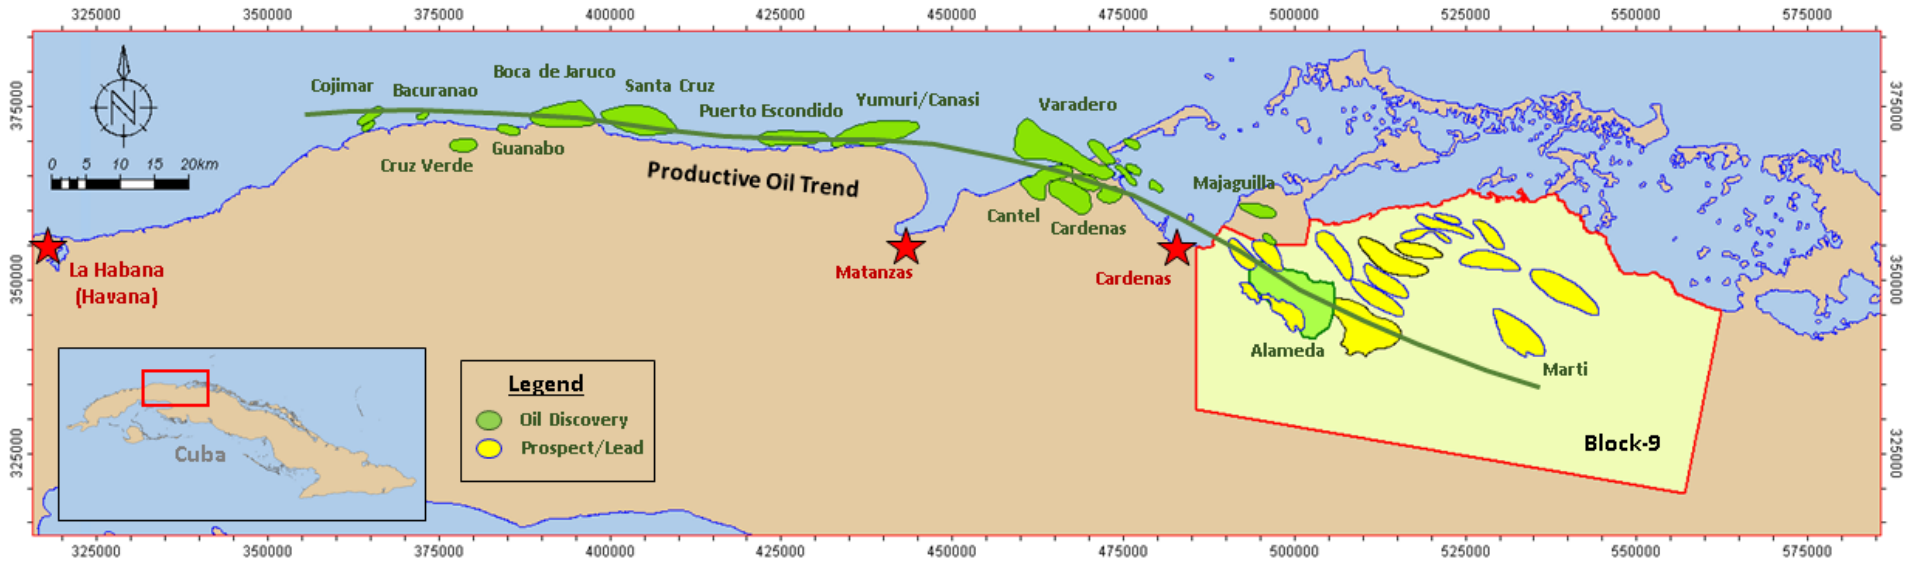 325000 350000 375000 400000 425000 450000 475000 500000 525000 550000 575000
375000
350000
325000
N
0 5 10 15 20km
Cojimar
Bacuranao
Boca de Jaruco
Santa Cruz
Puerto Escondido
Yumuri/Canasi
Varadero
Cruz Verde
Guanabo
Productive Oil Trend
Majaguilla
Cantel
Cardenas
La Habana
(Havana)
Matanzas
Cardenas
Alameda
Marti
Block-9
Cuba
Legend
Oil Discovery
Prospect/Lead
375000
350000
325000
325000 350000 375000 400000 425000 450000 475000 500000 525000 550000 575000